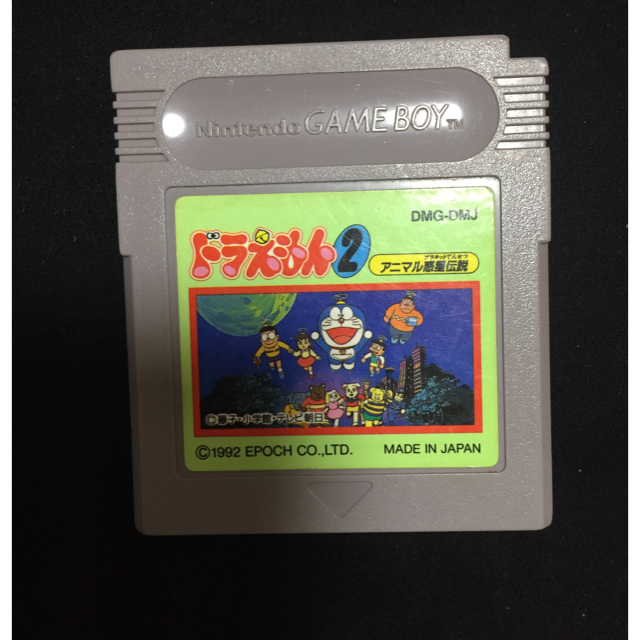 Nintendo GAME BOY TM
DMG-DMJ
ドラえもん2
プラネットでんせつ
アニマル惑星伝説
©藤子・小学館・テレビ朝日
©1992 EPOCH CO.,LTD. MADE IN JAPAN